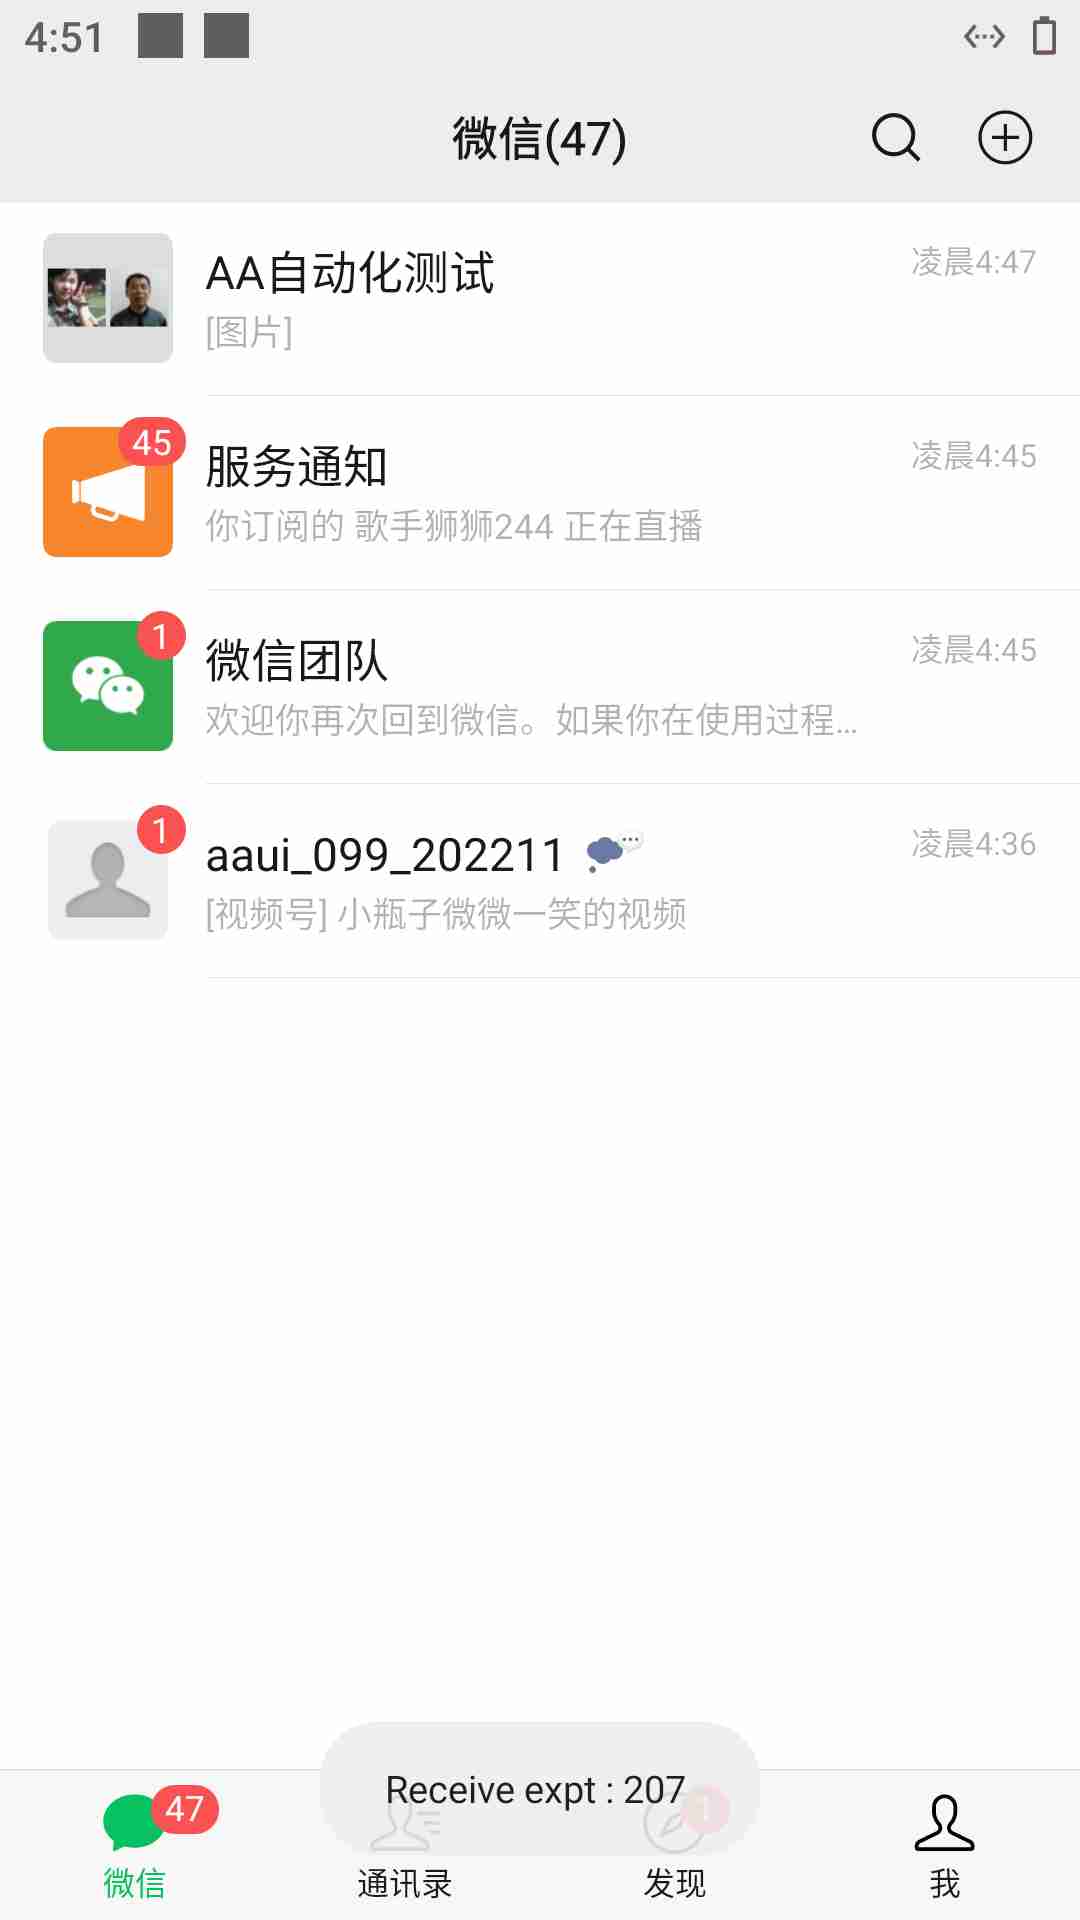 4:51
微信(47)
AA自动化测试
凌晨4:47
[图片]
45
服务通知
凌晨4:45
你订阅的 歌手狮狮244 正在直播
1
微信团队
凌晨4:45
欢迎你再次回到微信。如果你在使用过程...
1
aaui_099_202211
凌晨4:36
[视频号] 小瓶子微微一笑的视频
Receive expt : 207
47
1
微信
通讯录
发现
我